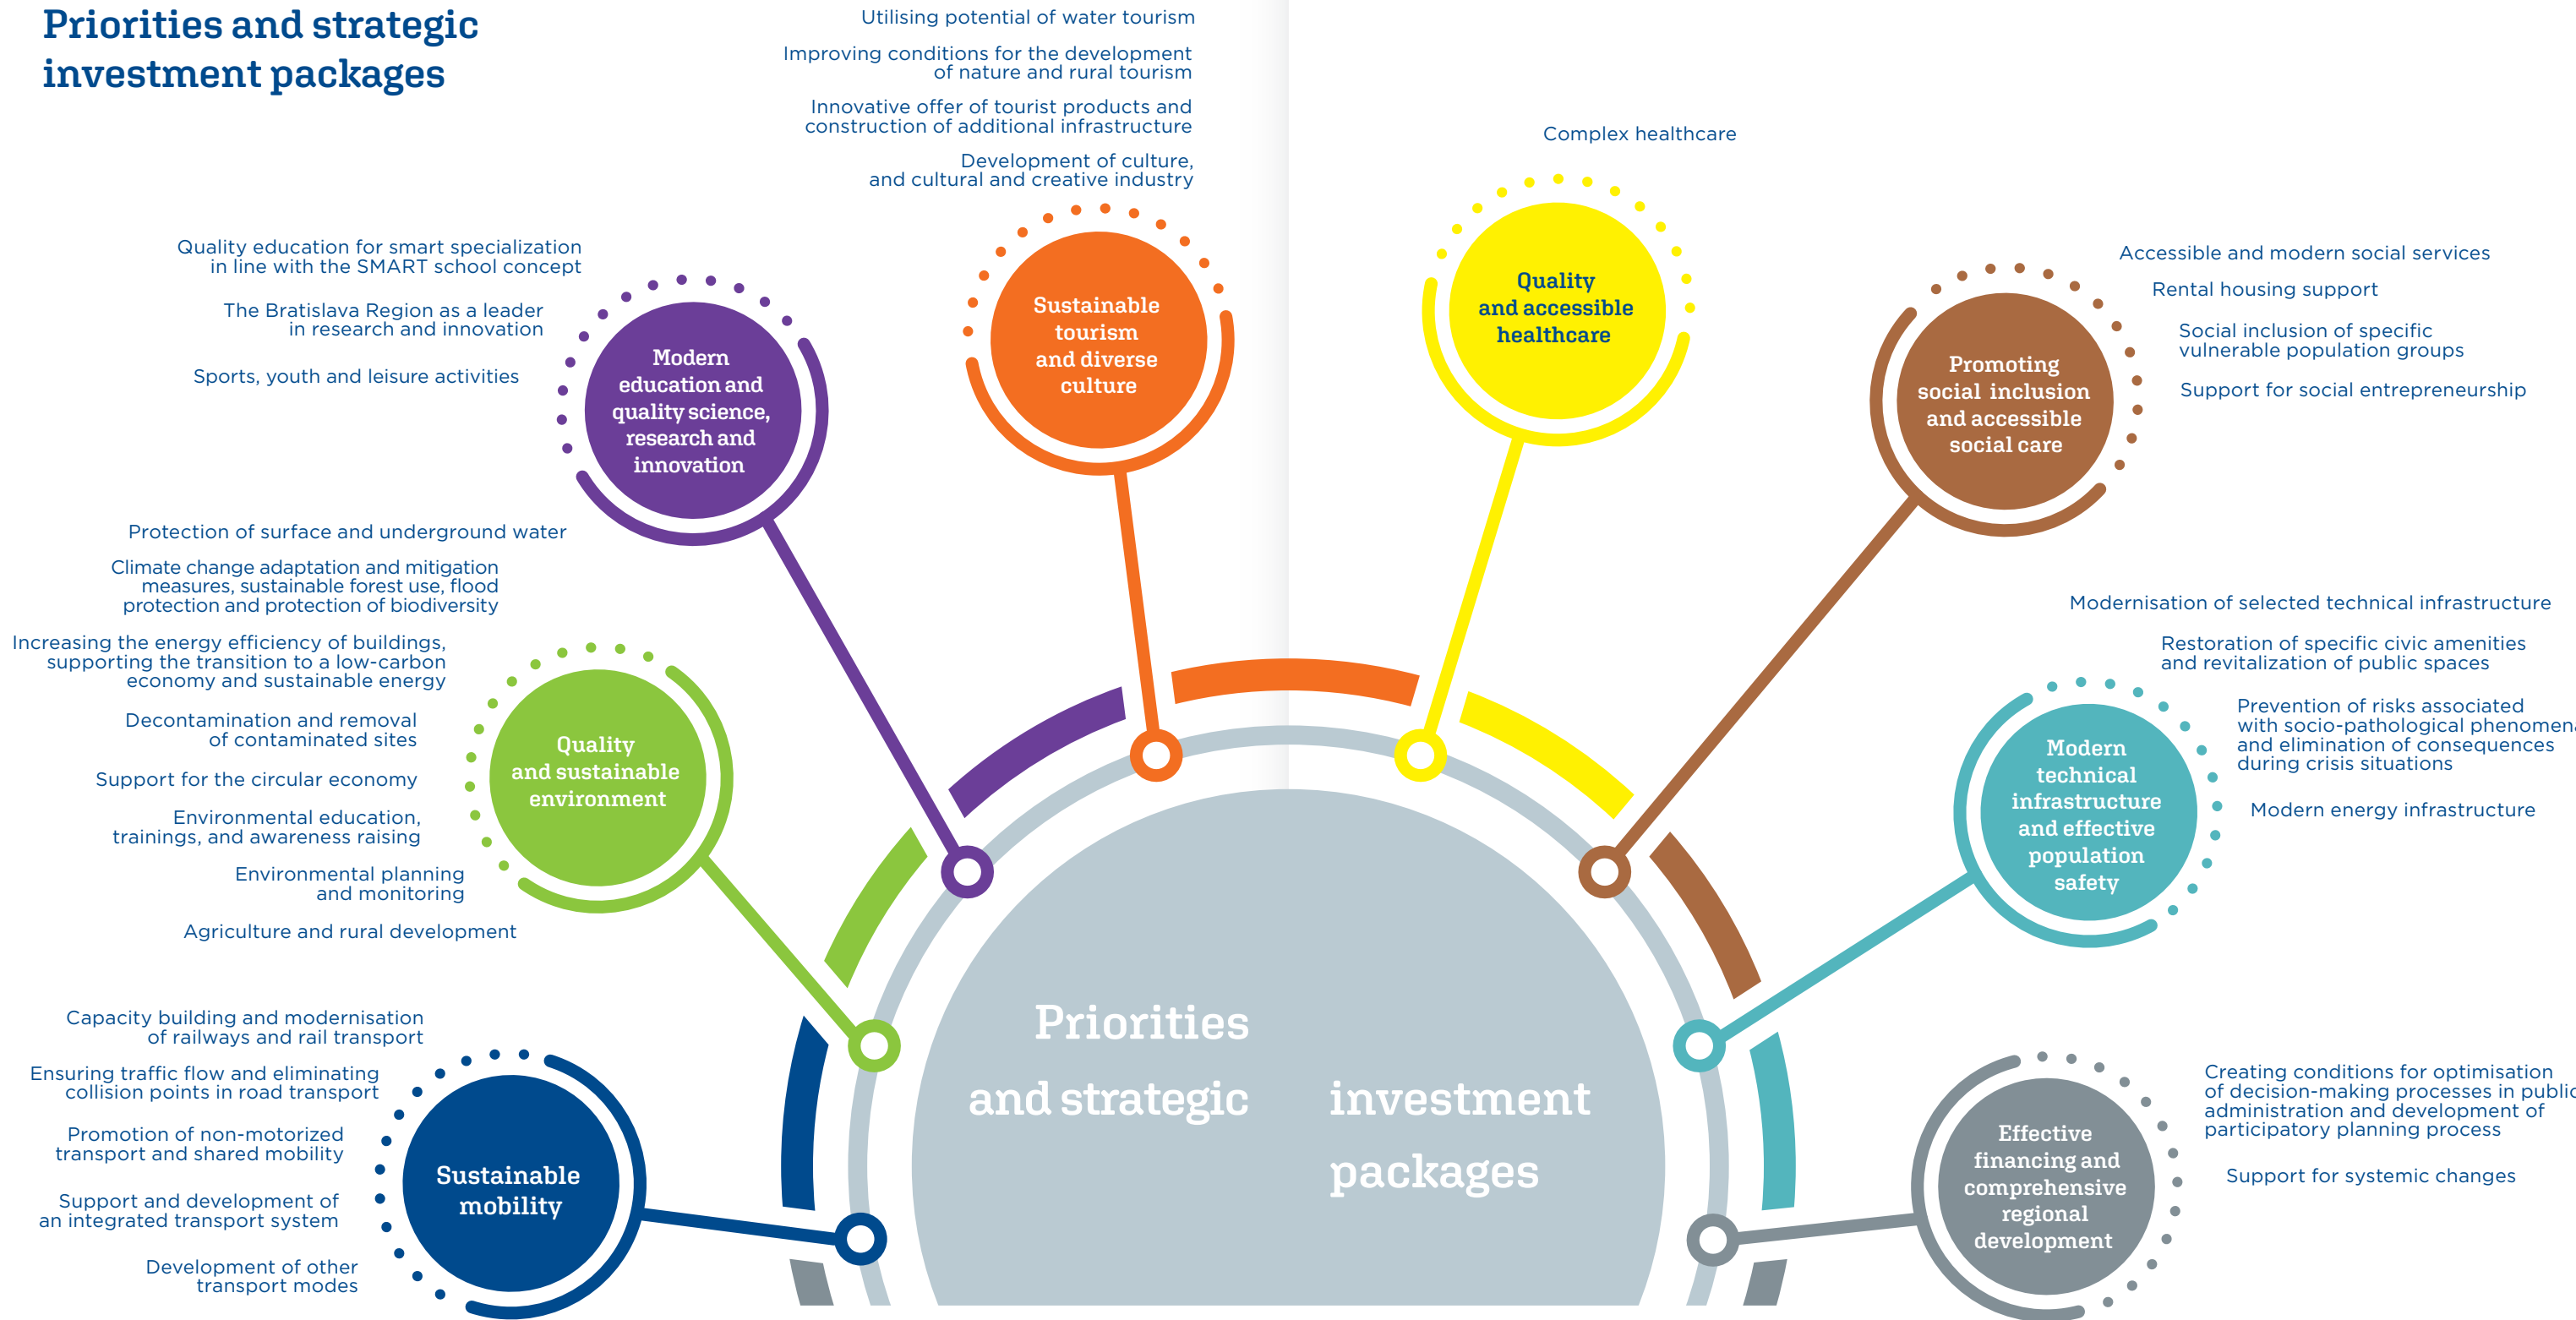 Priorities and strategic
investment packages
Utilising potential of water tourism
Improving conditions for the development
of nature and rural tourism
Innovative offer of tourist products and
construction of additional infrastructure
Development of culture,
and cultural and creative industry
Sustainable
tourism
and diverse
culture
Complex healthcare
Quality
and accessible
healthcare
Quality education for smart specialization
in line with the SMART school concept
The Bratislava Region as a leader
in research and innovation
Sports, youth and leisure activities
Modern
education and
quality science,
research and
innovation
Accessible and modern social services
Rental housing support
Social inclusion of specific
vulnerable population groups
Support for social entrepreneurship
Promoting
social inclusion
and accessible
social care
Protection of surface and underground water
Climate change adaptation and mitigation
measures, sustainable forest use, flood
protection and protection of biodiversity
Increasing the energy efficiency of buildings,
supporting the transition to a low-carbon
economy and sustainable energy
Decontamination and removal
of contaminated sites
Support for the circular economy
Environmental education,
trainings, and awareness raising
Environmental planning
and monitoring
Agriculture and rural development
Quality
and sustainable
environment
Modernisation of selected technical infrastructure
Restoration of specific civic amenities
and revitalization of public spaces
Prevention of risks associated
with socio-pathological phenomena
and elimination of consequences
during crisis situations
Modern energy infrastructure
Modern
technical
infrastructure
and effective
population
safety
Capacity building and modernisation
of railways and rail transport
Ensuring traffic flow and eliminating
collision points in road transport
Promotion of non-motorized
transport and shared mobility
Support and development of
an integrated transport system
Development of other
transport modes
Sustainable
mobility
Priorities
and strategic
investment
packages
Creating conditions for optimisation
of decision-making processes in public
administration and development of
participatory planning process
Support for systemic changes
Effective
financing and
comprehensive
regional
development